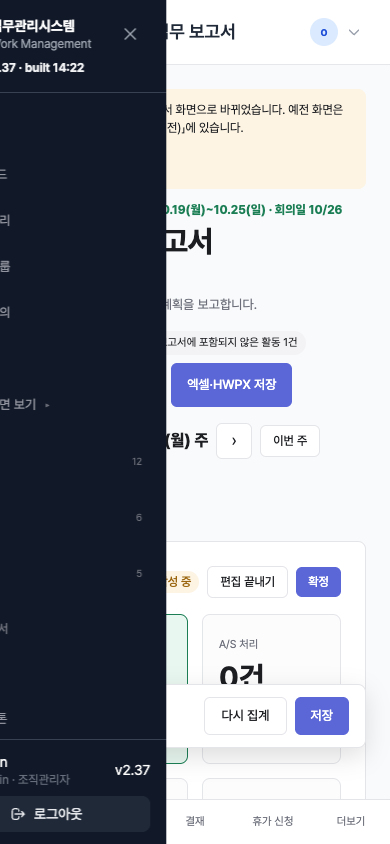 무관리시스템
ork Management
.37 · built 14:22
드
리
룹
의
면 보기 ▸
12
6
5
서
톤
n
in · 조직관리자
v2.37
로그아웃
무 보고서
0
서 화면으로 바뀌었습니다. 예전 화면은
전)」에 있습니다.
0.19(월)~10.25(일) · 회의일 10/26
고서
계획을 보고합니다.
고서에 포함되지 않은 활동 1건
엑셀·HWPX 저장
(월) 주
›
이번 주
성 중
편집 끝내기
확정
A/S 처리
0건
다시 집계
저장
결재
휴가 신청
더보기